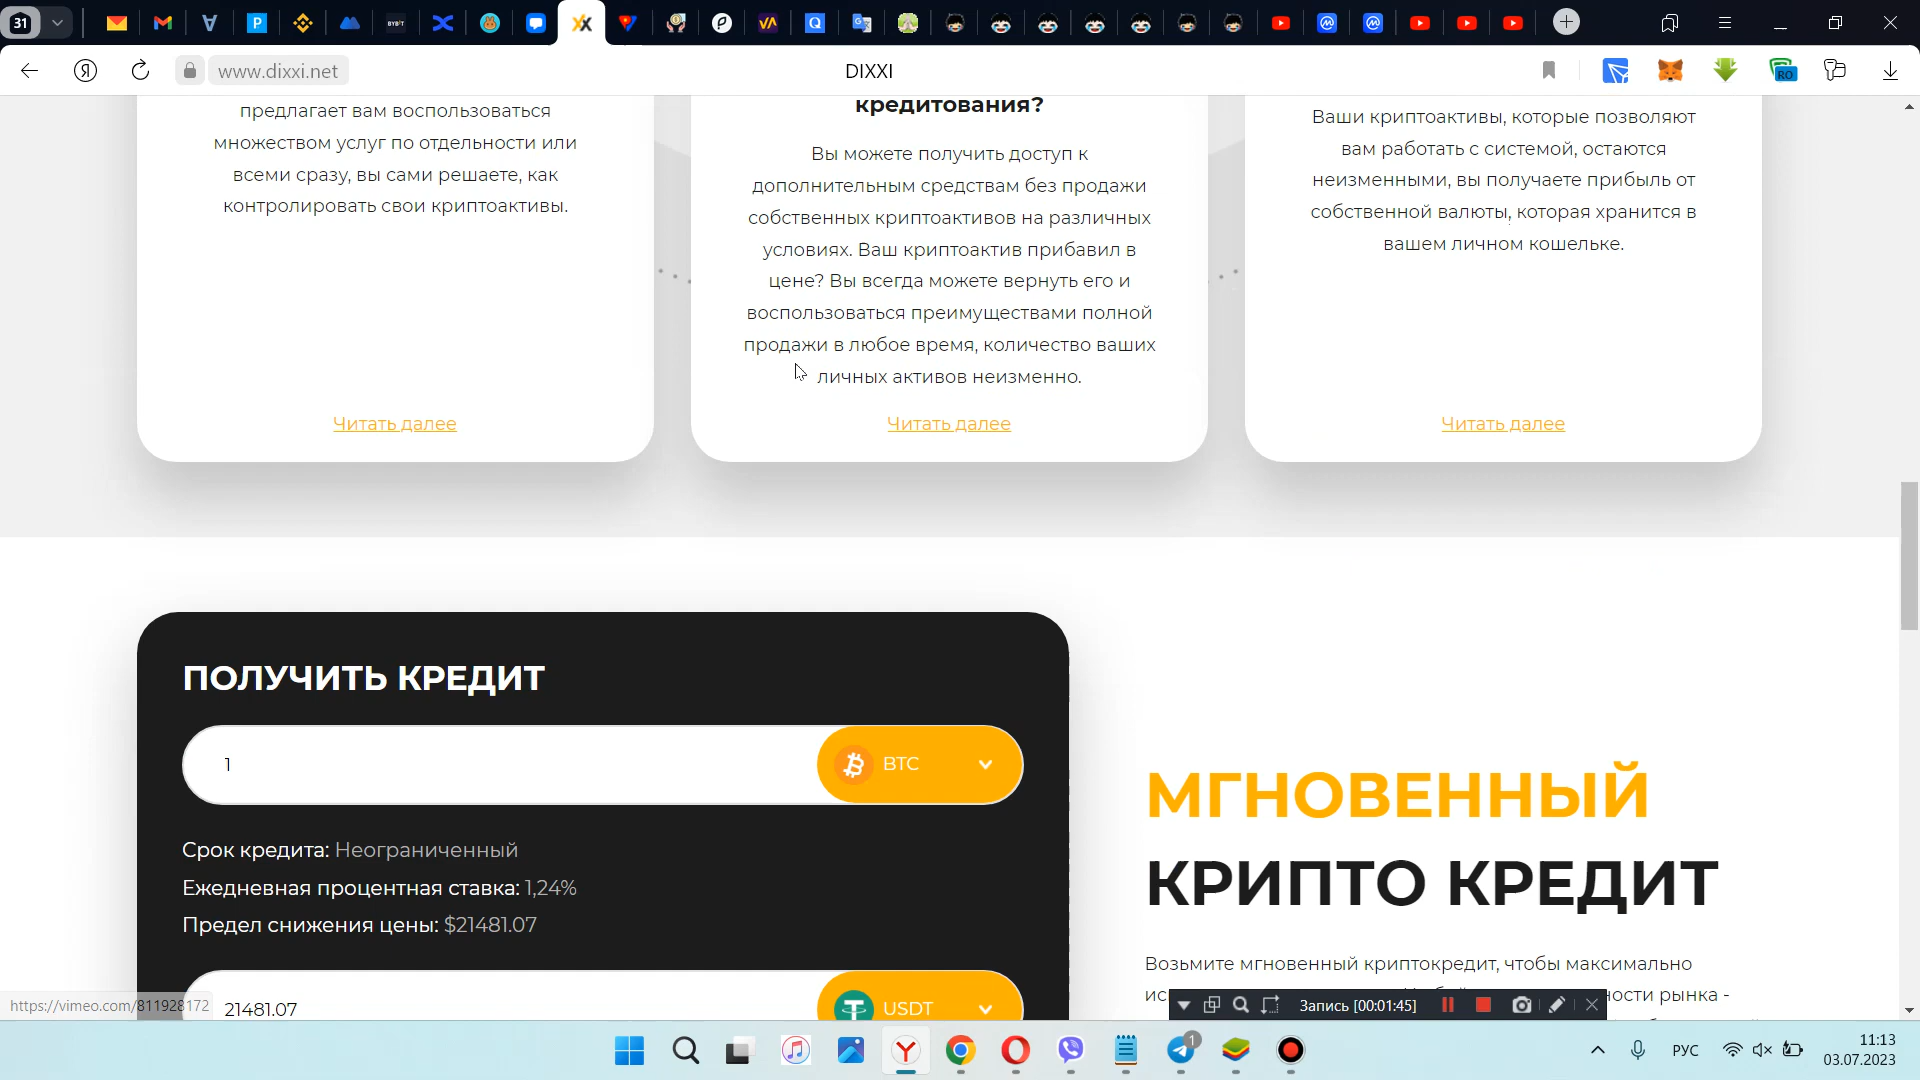 31
BYBIT
www.dixxi.net
DIXXI
RO
предлагает вам воспользоваться
множеством услуг по отдельности или
всеми сразу, вы сами решаете, как
контролировать свои криптоактивы.
Читать далее
кредитования?
Вы можете получить доступ к
дополнительным средствам без продажи
собственных криптоактивов на различных
условиях. Ваш криптоактив прибавил в
цене? Вы всегда можете вернуть его и
воспользоваться преимуществами полной
продажи в любое время, количество ваших
личных активов неизменно.
Читать далее
Ваши криптоактивы, которые позволяют
вам работать с системой, остаются
неизменными, вы получаете прибыль от
собственной валюты, которая хранится в
вашем личном кошельке.
Читать далее
ПОЛУЧИТЬ КРЕДИТ
1
BTC
Срок кредита: Неограниченный
Ежедневная процентная ставка: 1,24%
Предел снижения цены: $21481.07
21481.07
USDT
МГНОВЕННЫЙ
КРИПТО КРЕДИТ
Возьмите мгновенный криптокредит, чтобы максимально
ности рынка -
https://vimeo.com/811928172
Запись [00:01:45]
1
РУС
11:13
03.07.2023